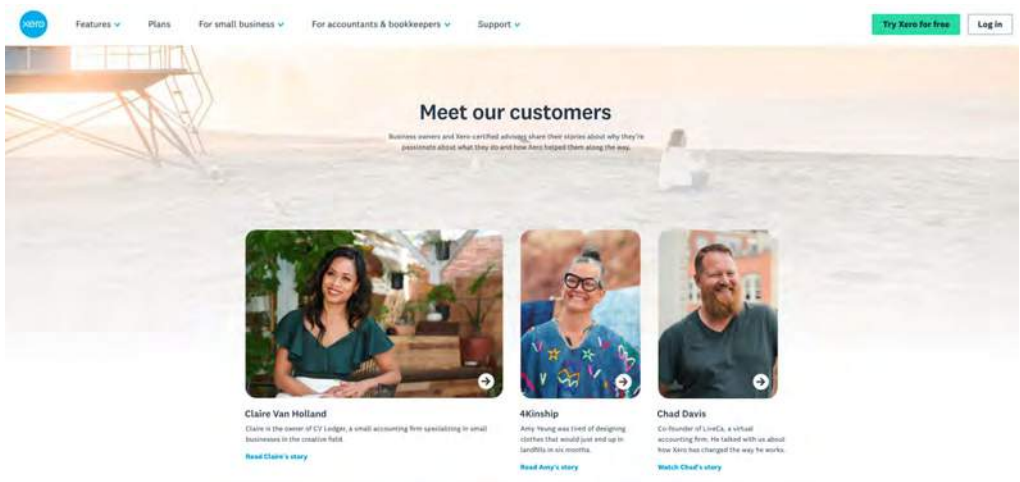 xero
Features
Plans
For small business
For accountants & bookkeepers
Support
Try Xero for free
Log in
Meet our customers
Business owners and Xero-certified advisors share their stories about why they're
passionate about what they do and how Xero helped them along the way.
Claire Van Holland
Claire is the owner of CV Ledger, a small accounting firm specializing in small
businesses in the creative field.
Read Claire's story
4Kinship
Amy Yeung was tired of designing
clothes that would just end up in
landfills in six months.
Read Amy's story
Chad Davis
Co-founder of LiveCa, a virtual
accounting firm. He talked with us about
how Xero has changed the way he works.
Watch Chad's story